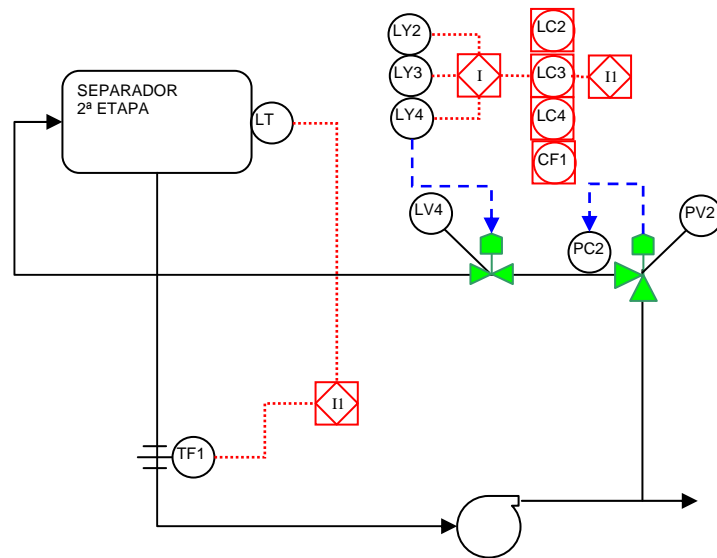 LY2
LC2
SEPARADOR
2ª ETAPA
LY3
I
LC3
I1
LT
LY4
LC4
CF1
LV4
PV2
PC2
I1
TF1